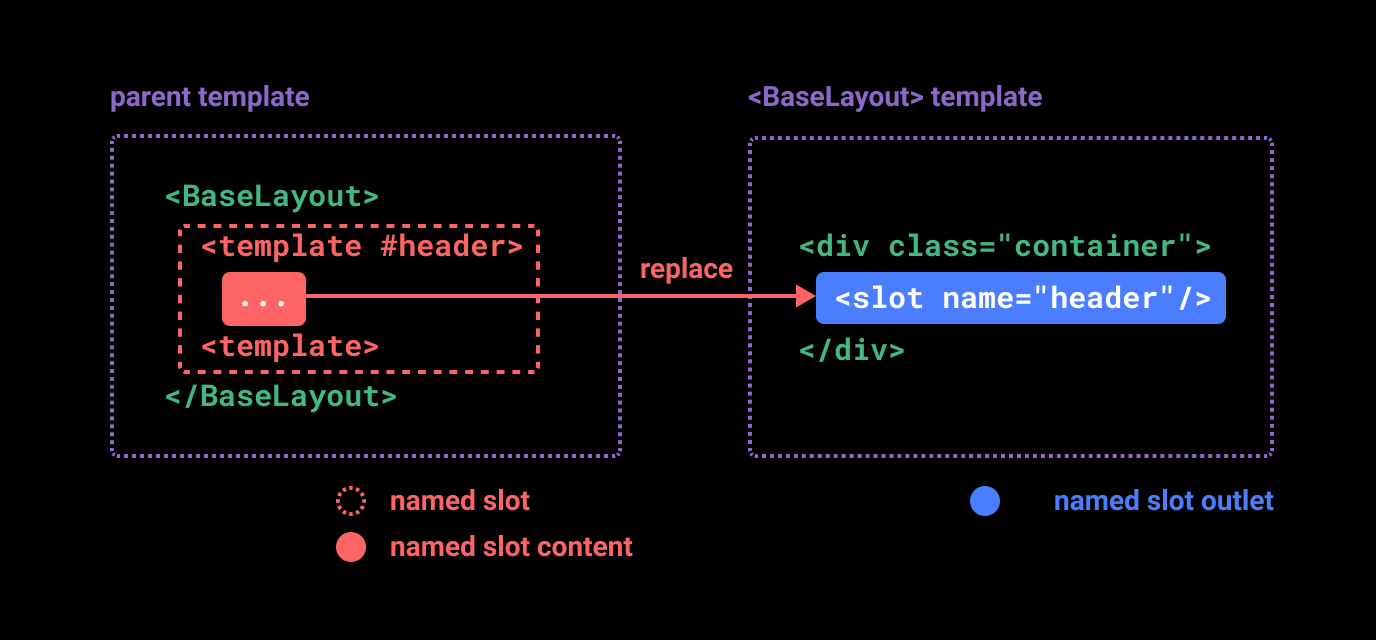 parent template
<BaseLayout>
<template #header>
...
<template>
</BaseLayout>
replace
<BaseLayout> template
<div class="container">
<slot name="header"/>
</div>
named slot
named slot content
named slot outlet